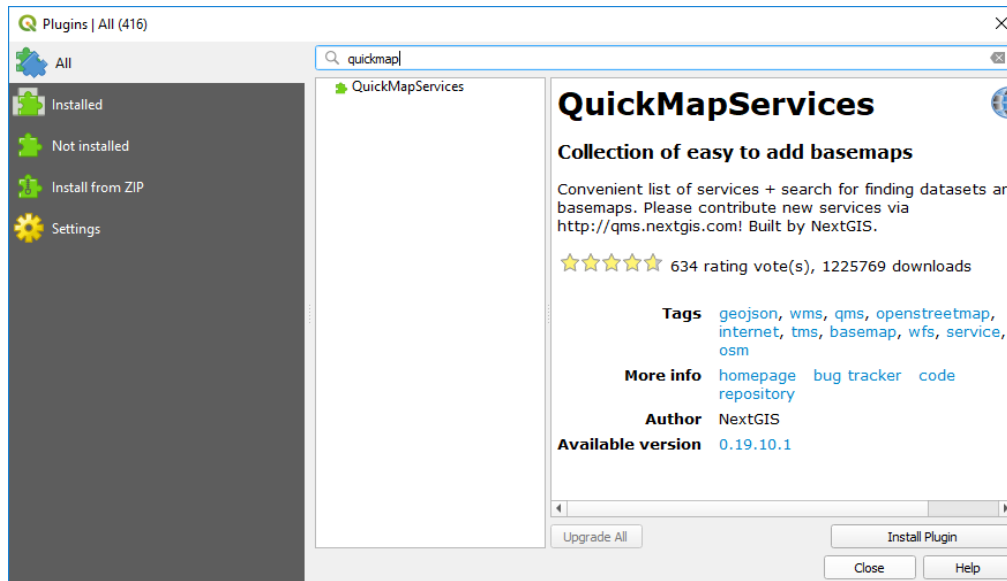 Plugins | All (416)
All
Installed
Not installed
Install from ZIP
Settings
quickmap
QuickMapServices
QuickMapServices
Collection of easy to add basemaps
Convenient list of services + search for finding datasets
basemaps. Please contribute new services via
http://qms.nextgis.com! Built by NextGIS.
634 rating vote(s), 1225769 downloads
Tags geojson, wms, qms, openstreetmap,
internet, tms, basemap, wfs, service,
osm
More info homepage bug tracker code
repository
Author NextGIS
Available version 0.19.10.1
Upgrade All Install Plugin
Close Help